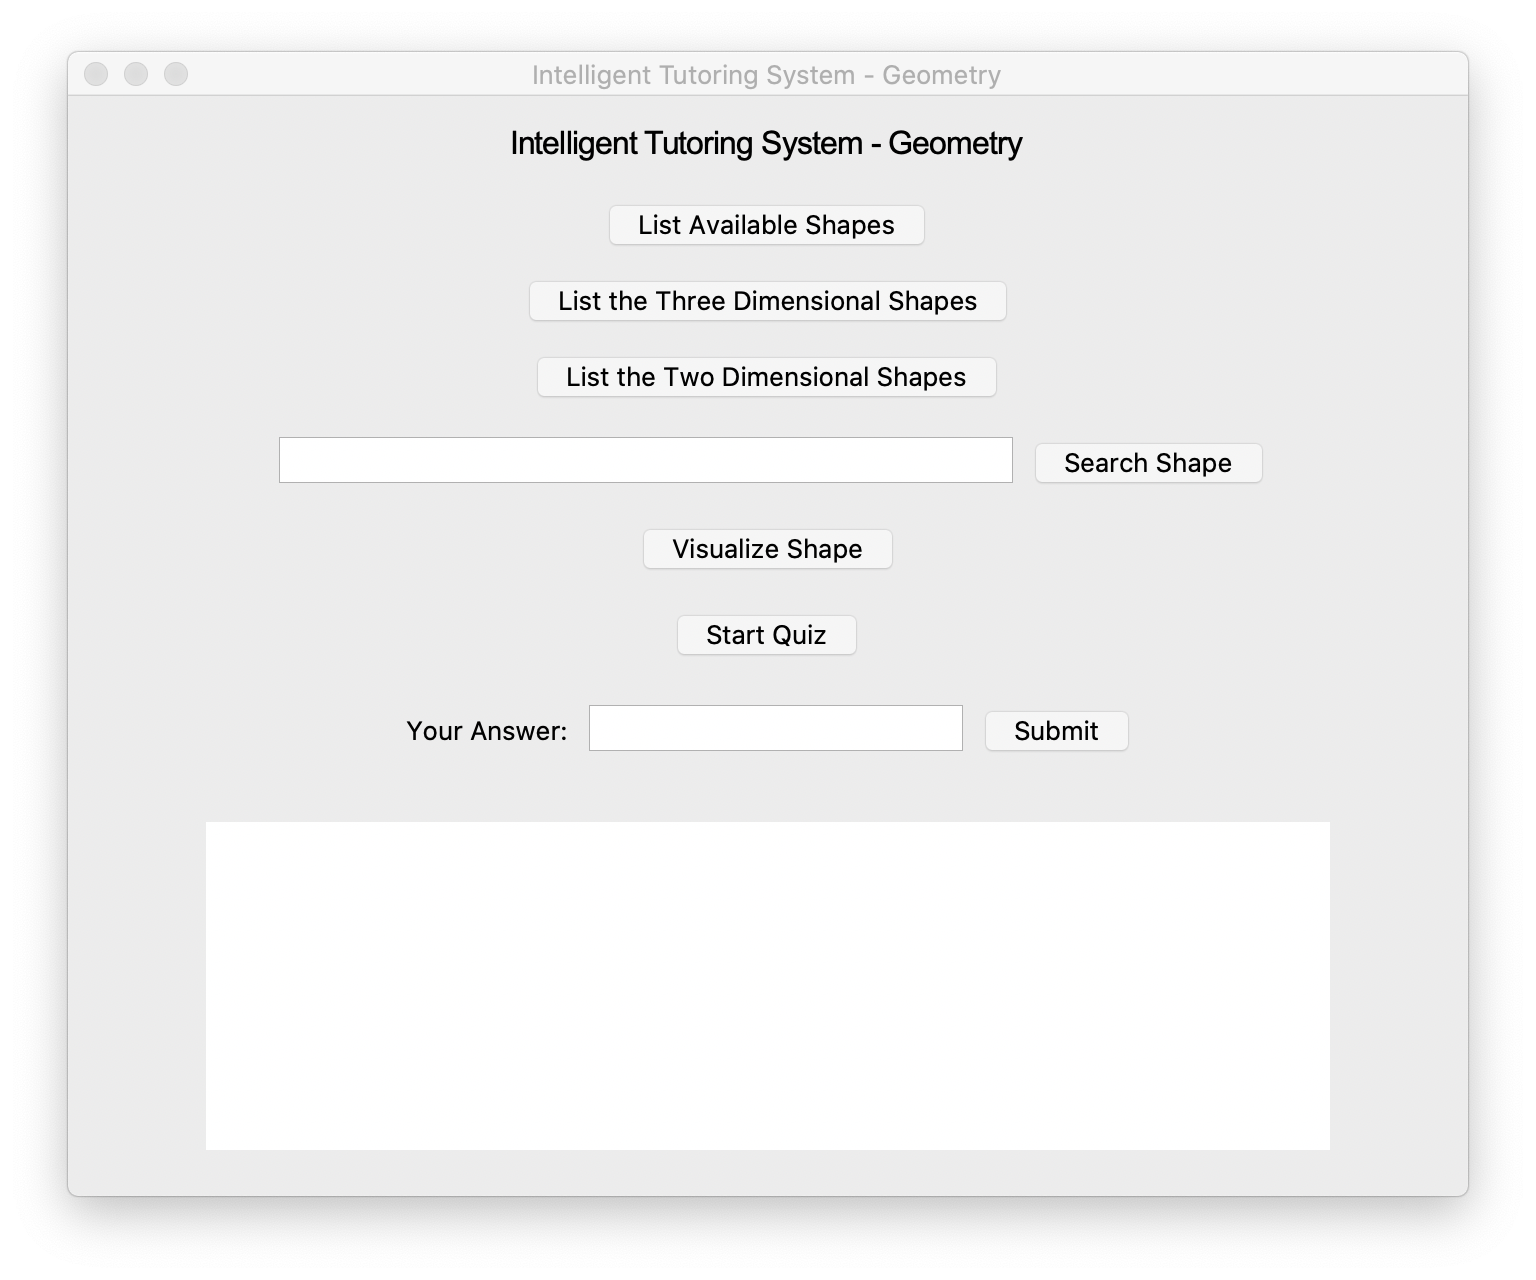 Intelligent Tutoring System - Geometry
Intelligent Tutoring System - Geometry
List Available Shapes
List the Three Dimensional Shapes
List the Two Dimensional Shapes
Search Shape
Visualize Shape
Start Quiz
Your Answer: Submit